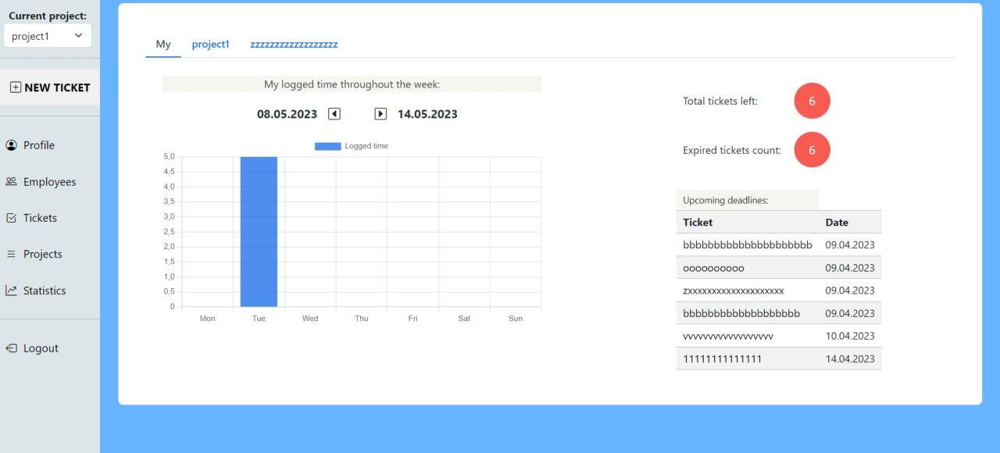 Current project:
project1
NEW TICKET
Profile
Employees
Tickets
Projects
Statistics
Logout
My project1 zzzzzzzzzzzzzzzzzz
My logged time throughout the week:
08.05.2023 14.05.2023
Logged time
5,0
4,5
4,0
3,5
3,0
2,5
2,0
1,5
1,0
0,5
0
Mon Tue Wed Thu Fri Sat Sun
Total tickets left: 6
Expired tickets count: 6
Upcoming deadlines:
Ticket Date
bbbbbbbbbbbbbbbbbbbbb 09.04.2023
oooooooooo 09.04.2023
zxxxxxxxxxxxxxxxxxxxx 09.04.2023
bbbbbbbbbbbbbbbbbbb 09.04.2023
vvvvvvvvvvvvvvvvvv 10.04.2023
11111111111111 14.04.2023